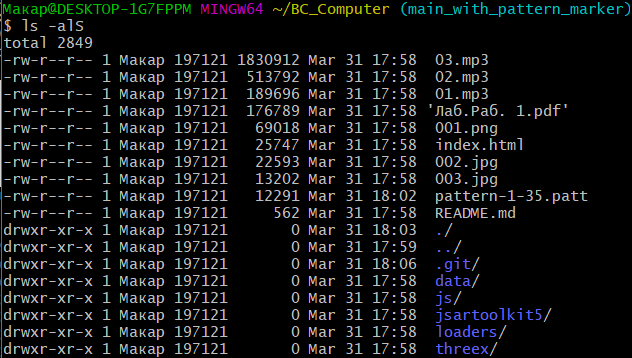 Макар@DESKTOP-1G7FPPM MINGW64 ~/BC_Computer (main_with_pattern_marker)
$ ls -alS
total 2849
-rw-r--r-- 1 Макар 197121 1830912 Mar 31 17:58  03.mp3
-rw-r--r-- 1 Макар 197121  513792 Mar 31 17:58  02.mp3
-rw-r--r-- 1 Макар 197121  189696 Mar 31 17:58  01.mp3
-rw-r--r-- 1 Макар 197121  176789 Mar 31 17:58 'Лаб.Раб. 1.pdf'
-rw-r--r-- 1 Макар 197121   69018 Mar 31 17:58  001.png
-rw-r--r-- 1 Макар 197121   25747 Mar 31 17:58  index.html
-rw-r--r-- 1 Макар 197121   22593 Mar 31 17:58  002.jpg
-rw-r--r-- 1 Макар 197121   13202 Mar 31 17:58  003.jpg
-rw-r--r-- 1 Макар 197121   12291 Mar 31 18:02  pattern-1-35.patt
-rw-r--r-- 1 Макар 197121     562 Mar 31 17:58  README.md
drwxr-xr-x 1 Макар 197121       0 Mar 31 18:03  ./
drwxr-xr-x 1 Макар 197121       0 Mar 31 17:59  ../
drwxr-xr-x 1 Макар 197121       0 Mar 31 18:06  .git/
drwxr-xr-x 1 Макар 197121       0 Mar 31 17:58  data/
drwxr-xr-x 1 Макар 197121       0 Mar 31 17:58  js/
drwxr-xr-x 1 Макар 197121       0 Mar 31 17:58  jsartoolkit5/
drwxr-xr-x 1 Макар 197121       0 Mar 31 17:58  loaders/
drwxr-xr-x 1 Макар 197121       0 Mar 31 17:58  threex/